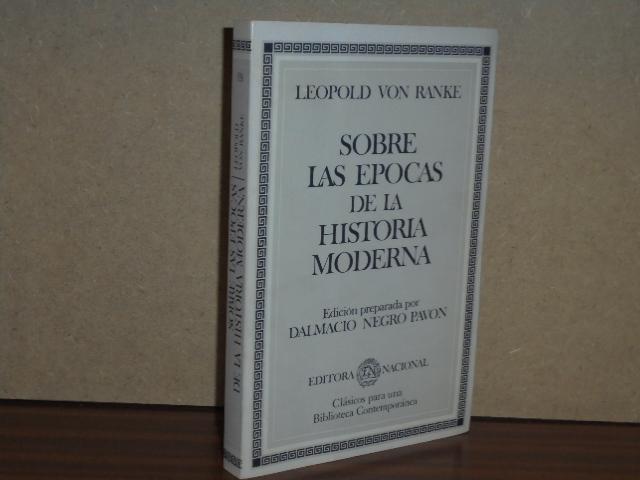 LEOPOLD VON RANKE
SOBRE
LAS EPOCAS
DE LA
HISTORIA
MODERNA
Edición preparada por
DALMACIO NEGRO PAVON
EDITORA EN NACIONAL
Clásicos para una
Biblioteca Contemporánea
LEOPOLD
VON RANKE
SOBRE LAS EPOCAS
DE LA HISTORIA MODERNA